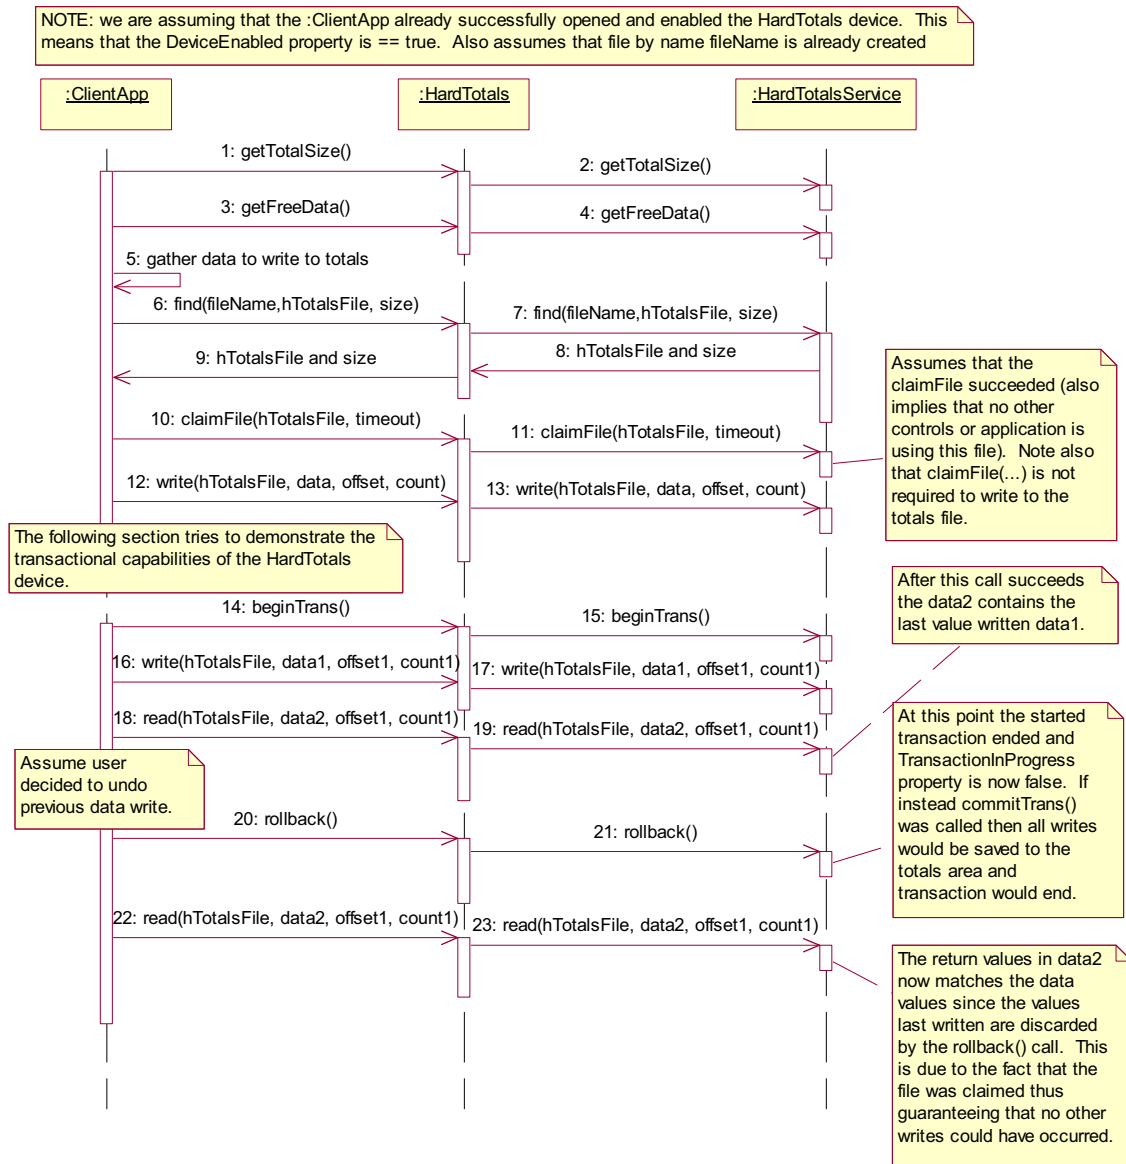 NOTE: we are assuming that the :ClientApp already successfully opened and enabled the HardTotals device.  This
means that the DeviceEnabled property is == true.  Also assumes that file by name fileName is already created
:ClientApp
:HardTotals
:HardTotalsService
1: getTotalSize()
2: getTotalSize()
3: getFreeData()
4: getFreeData()
5: gather data to write to totals
6: find(fileName,hTotalsFile, size)
7: find(fileName,hTotalsFile, size)
8: hTotalsFile and size
9: hTotalsFile and size
Assumes that the
claimFile succeeded (also
implies that no other
controls or application is
using this file).  Note also
that claimFile(...) is not
required to write to the
totals file.
10: claimFile(hTotalsFile, timeout)
11: claimFile(hTotalsFile, timeout)
12: write(hTotalsFile, data, offset, count)
13: write(hTotalsFile, data, offset, count)
The following section tries to demonstrate the
transactional capabilities of the HardTotals
device.
After this call succeeds
the data2 contains the
last value written data1.
14: beginTrans()
15: beginTrans()
16: write(hTotalsFile, data1, offset1, count1)
17: write(hTotalsFile, data1, offset1, count1)
18: read(hTotalsFile, data2, offset1, count1)
19: read(hTotalsFile, data2, offset1, count1)
At this point the started
transaction ended and
TransactionInProgress
property is now false.  If
instead commitTrans()
was called then all writes
would be saved to the
totals area and
transaction would end.
Assume user
decided to undo
previous data write.
20: rollback()
21: rollback()
22: read(hTotalsFile, data2, offset1, count1)
23: read(hTotalsFile, data2, offset1, count1)
The return values in data2
now matches the data
values since the values
last written are discarded
by the rollback() call.  This
is due to the fact that the
file was claimed thus
guaranteeing that no other
writes could have occurred.